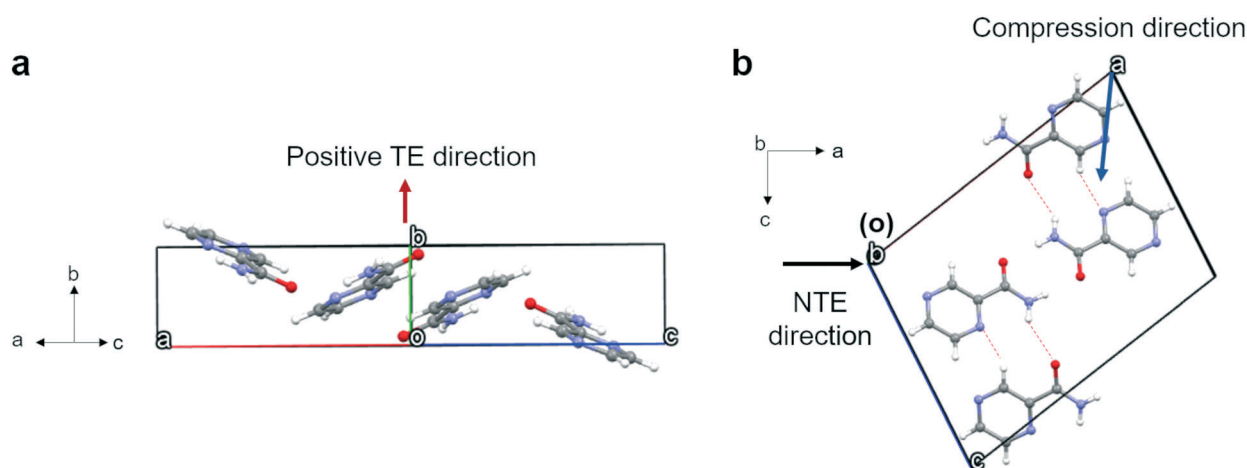 a
Positive TE direction
b
b
a
c
a
o
c
b
Compression direction
a
b
a
c
(o)
b
NTE
direction
c